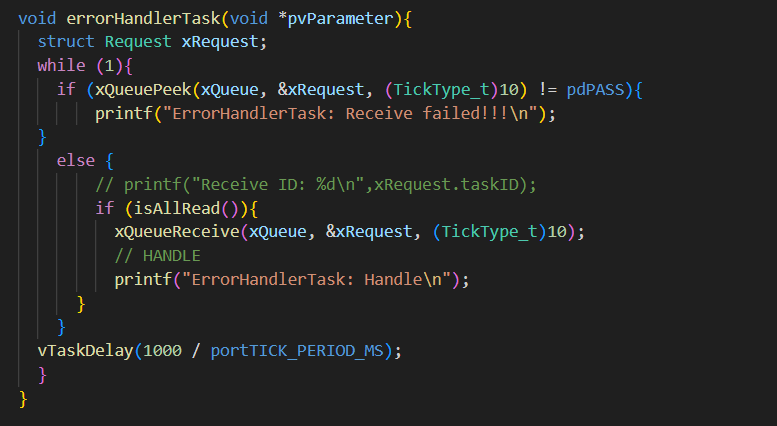 void errorHandlerTask(void *pvParameter){
  struct Request xRequest;
  while (1){
    if (xQueuePeek(xQueue, &xRequest, (TickType_t)10) != pdPASS){
        printf("ErrorHandlerTask: Receive failed!!!\n");
  }
    else {
        // printf("Receive ID: %d\n",xRequest.taskID);
        if (isAllRead()){
          xQueueReceive(xQueue, &xRequest, (TickType_t)10);
          // HANDLE
          printf("ErrorHandlerTask: Handle\n");
      }
    }
  vTaskDelay(1000 / portTICK_PERIOD_MS);
  }
}